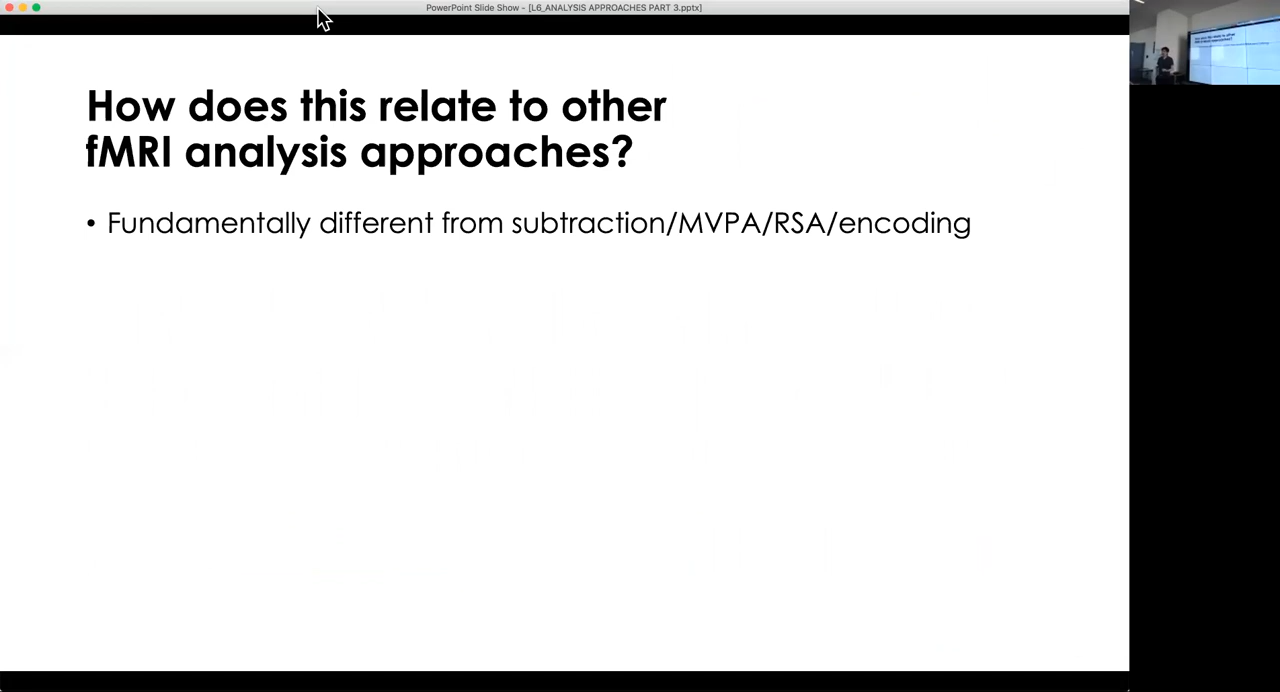 PowerPoint Slide Show - [L6_ANALYSIS APPROACHES PART 3.pptx]
How does this relate to other
fMRI analysis approaches?
• Fundamentally different from subtraction/MVPA/RSA/encoding